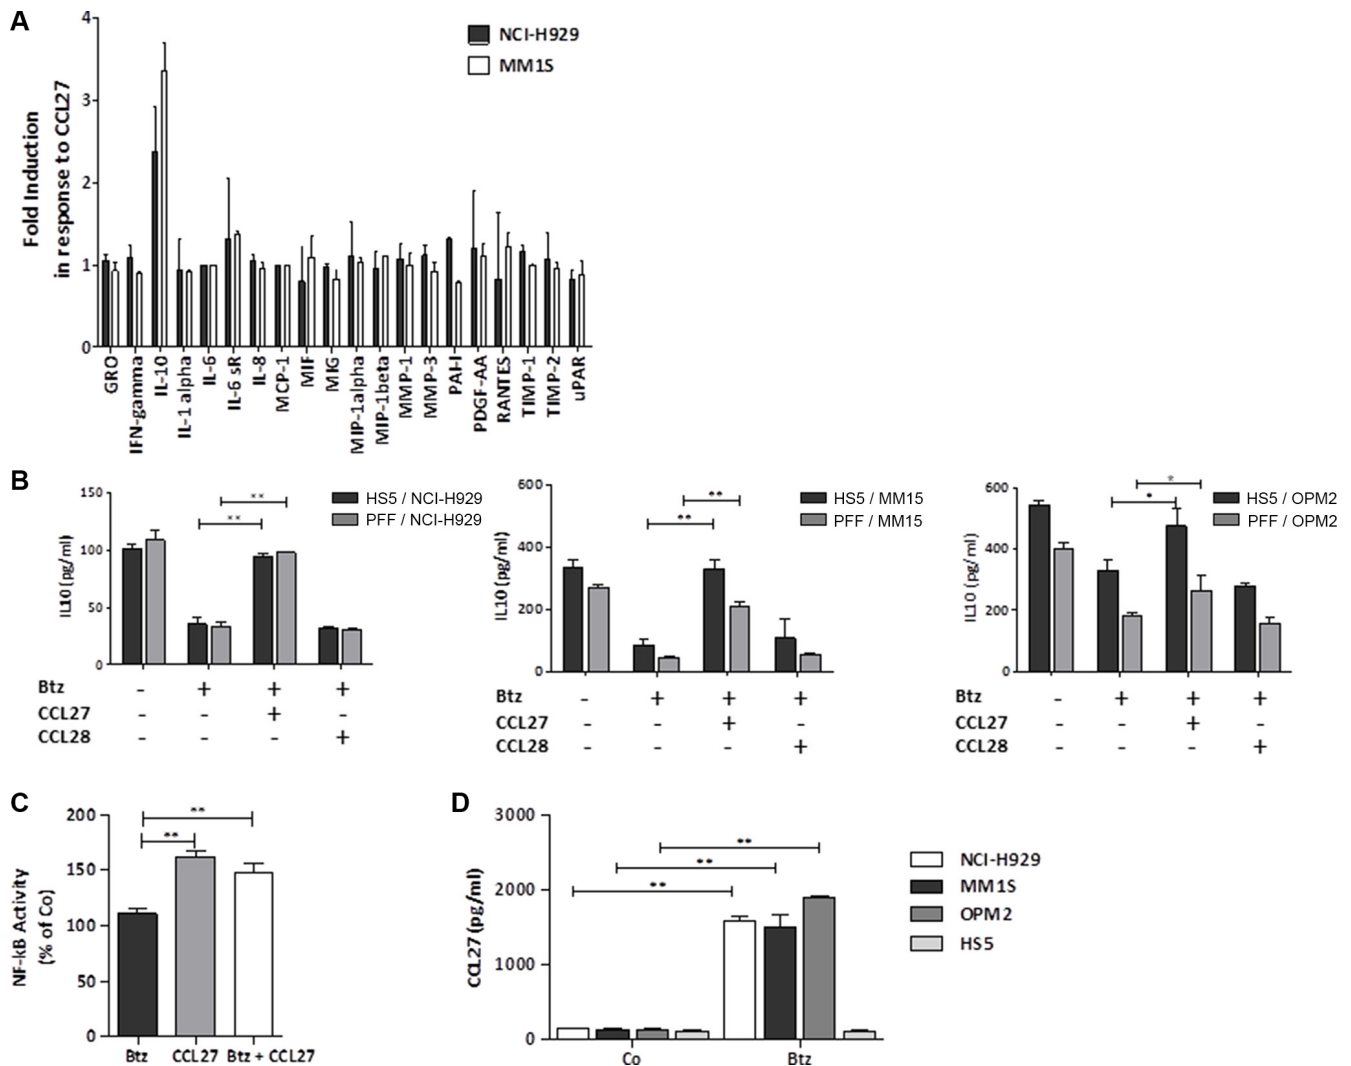 A
4
3
2
1
0
Fold Induction
in response to CCL27
NCI-H929
MM1S
GRO
IFN-gamma
IL-10
IL-1 alpha
IL-6
IL-6 sR
IL-8
MCP-1
MIF
MIG
MIP-1alpha
MIP-1beta
MMP-1
MMP-3
PAI-I
PDGF-AA
RANTES
TIMP-1
TIMP-2
uPAR
B
150
100
50
0
IL10 (pg/ml)
** **
HS5 / NCI-H929
PFF / NCI-H929
Btz - + + +
CCL27 - - + -
CCL28 - - - +
600
400
200
0
IL10 (pg/ml)
** **
HS5 / MM15
PFF / MM15
Btz - + + +
CCL27 - - + -
CCL28 - - - +
600
400
200
0
IL10 (pg/ml)
* *
HS5 / OPM2
PFF / OPM2
Btz - + + +
CCL27 - - + -
CCL28 - - - +
C
200
150
100
50
0
NF-kB Activity
(% of Co)
**
**
Btz CCL27 Btz + CCL27
D
3000
2000
1000
0
CCL27 (pg/ml)
**
**
**
Co Btz
NCI-H929
MM1S
OPM2
HS5